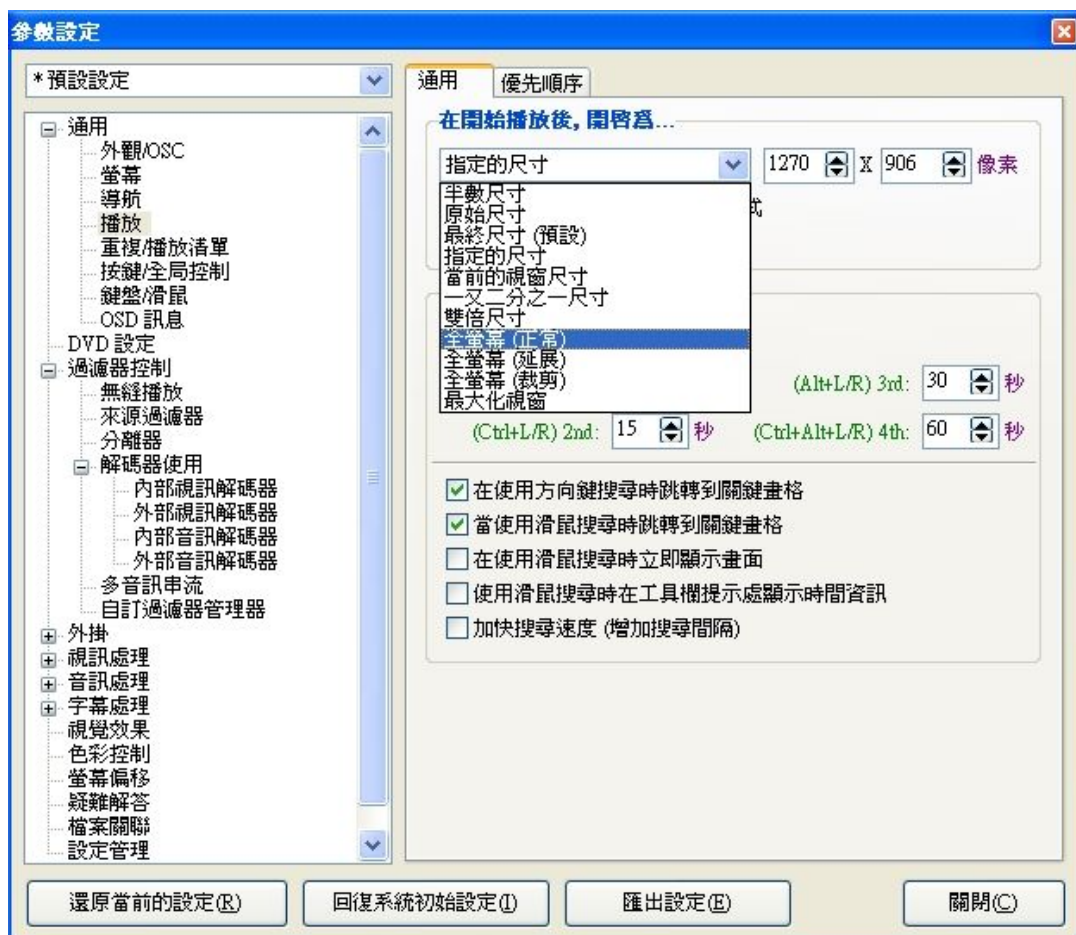 參數設定
*預設設定
通用
外觀/OSC
螢幕
導航
播放
重複/播放清單
按鍵/全局控制
鍵盤/滑鼠
OSD 訊息
DVD 設定
過濾器控制
無縫播放
來源過濾器
分離器
解碼器使用
內部視訊解碼器
外部視訊解碼器
內部音訊解碼器
外部音訊解碼器
多音訊串流
自訂過濾器管理器
外掛
視訊處理
音訊處理
字幕處理
視覺效果
色彩控制
螢幕偏移
疑難解答
檔案關聯
設定管理
通用 優先順序
在開始播放後, 開啓爲...
指定的尺寸 1270 X 906 像素
半數尺寸
原始尺寸
最終尺寸 (預設)
指定的尺寸
當前的視窗尺寸
一又二分之一尺寸
雙倍尺寸
全螢幕 (正常)
全螢幕 (延展)
全螢幕 (裁剪)
最大化視窗
式
(Alt+L/R) 3rd: 30 秒
(Ctrl+L/R) 2nd: 15 秒 (Ctrl+Alt+L/R) 4th: 60 秒
在使用方向鍵搜尋時跳轉到關鍵畫格
當使用滑鼠搜尋時跳轉到關鍵畫格
在使用滑鼠搜尋時立即顯示畫面
使用滑鼠搜尋時在工具欄提示處顯示時間資訊
加快搜尋速度 (增加搜尋間隔)
還原當前的設定(R) 回復系統初始設定(I) 匯出設定(E) 關閉(C)